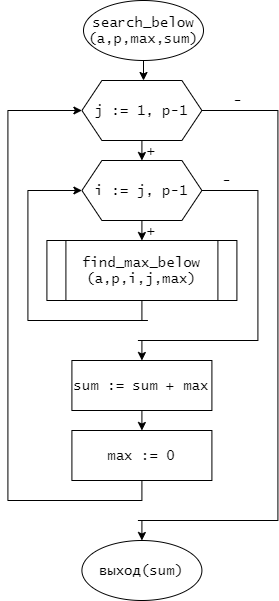 search_below
(a,p,max,sum)
j := 1, p-1
-
+
i := j, p-1
-
+
find_max_below
(a,p,i,j,max)
sum := sum + max
max := 0
выход(sum)